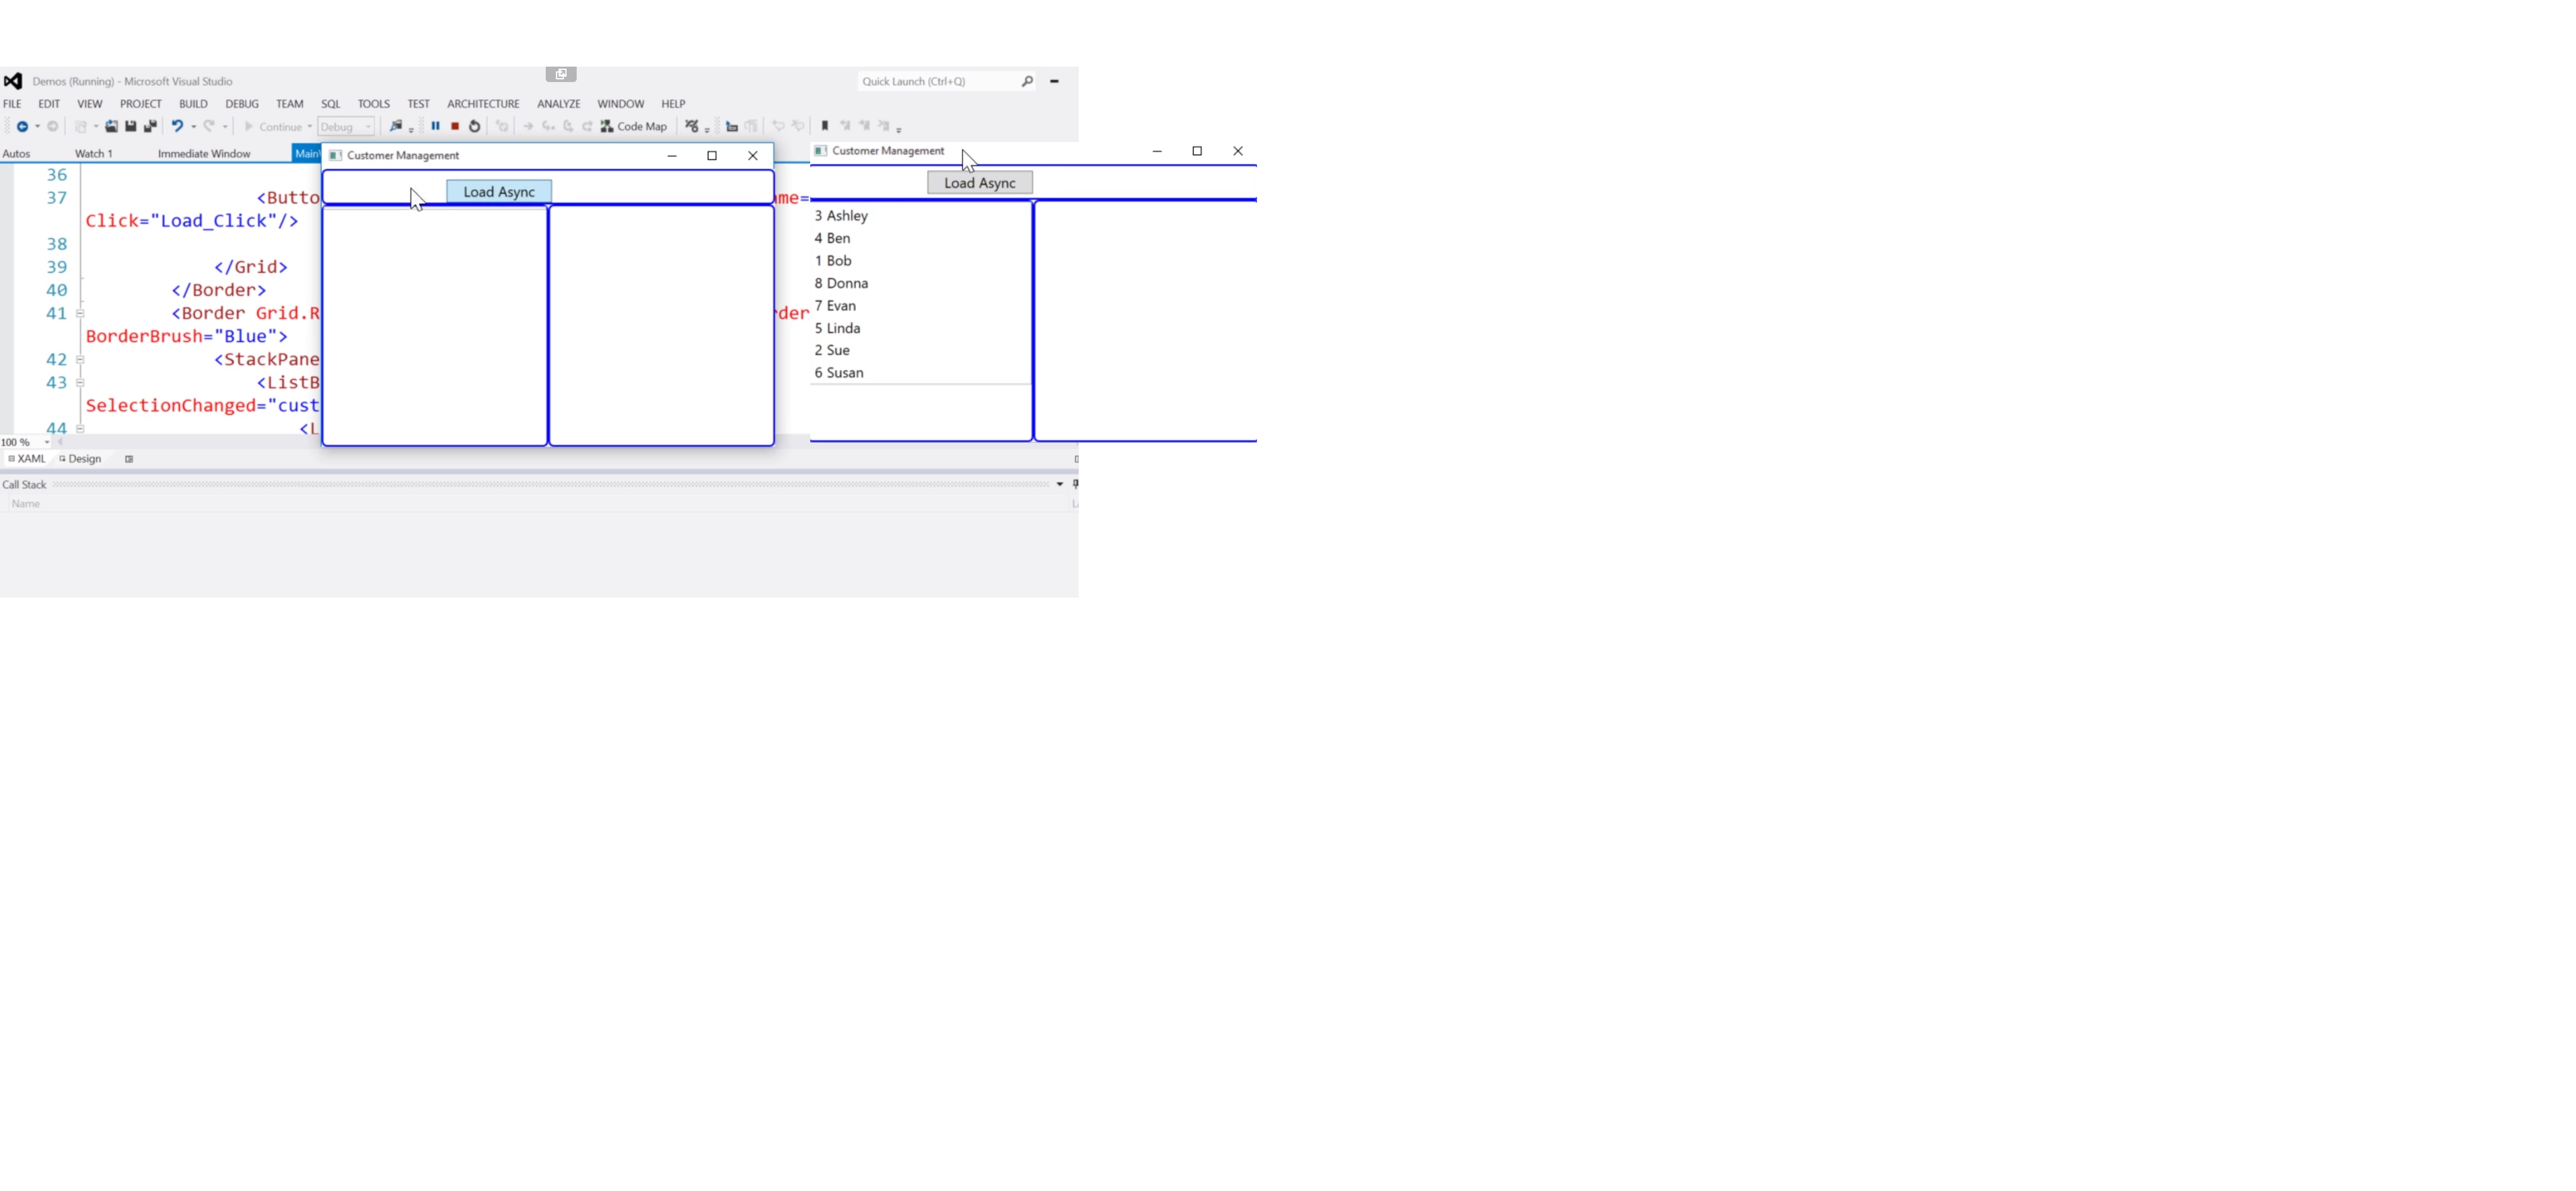 Demos (Running) - Microsoft Visual Studio
Quick Launch (Ctrl+Q)
FILE EDIT VIEW PROJECT BUILD DEBUG TEAM SQL TOOLS TEST ARCHITECTURE ANALYZE WINDOW HELP
Continue Debug Code Map
Autos Watch 1 Immediate Window Main
36
37 <Butto
me=
Click="Load_Click"/>
38
39 </Grid>
40 </Border>
41 <Border Grid.R
der
BorderBrush="Blue">
42 <StackPane
43 <ListB
SelectionChanged="cust
44 <L
100 %
XAML Design
Call Stack
Name
Customer Management
Load Async
Customer Management
Load Async
3 Ashley
4 Ben
1 Bob
8 Donna
7 Evan
5 Linda
2 Sue
6 Susan